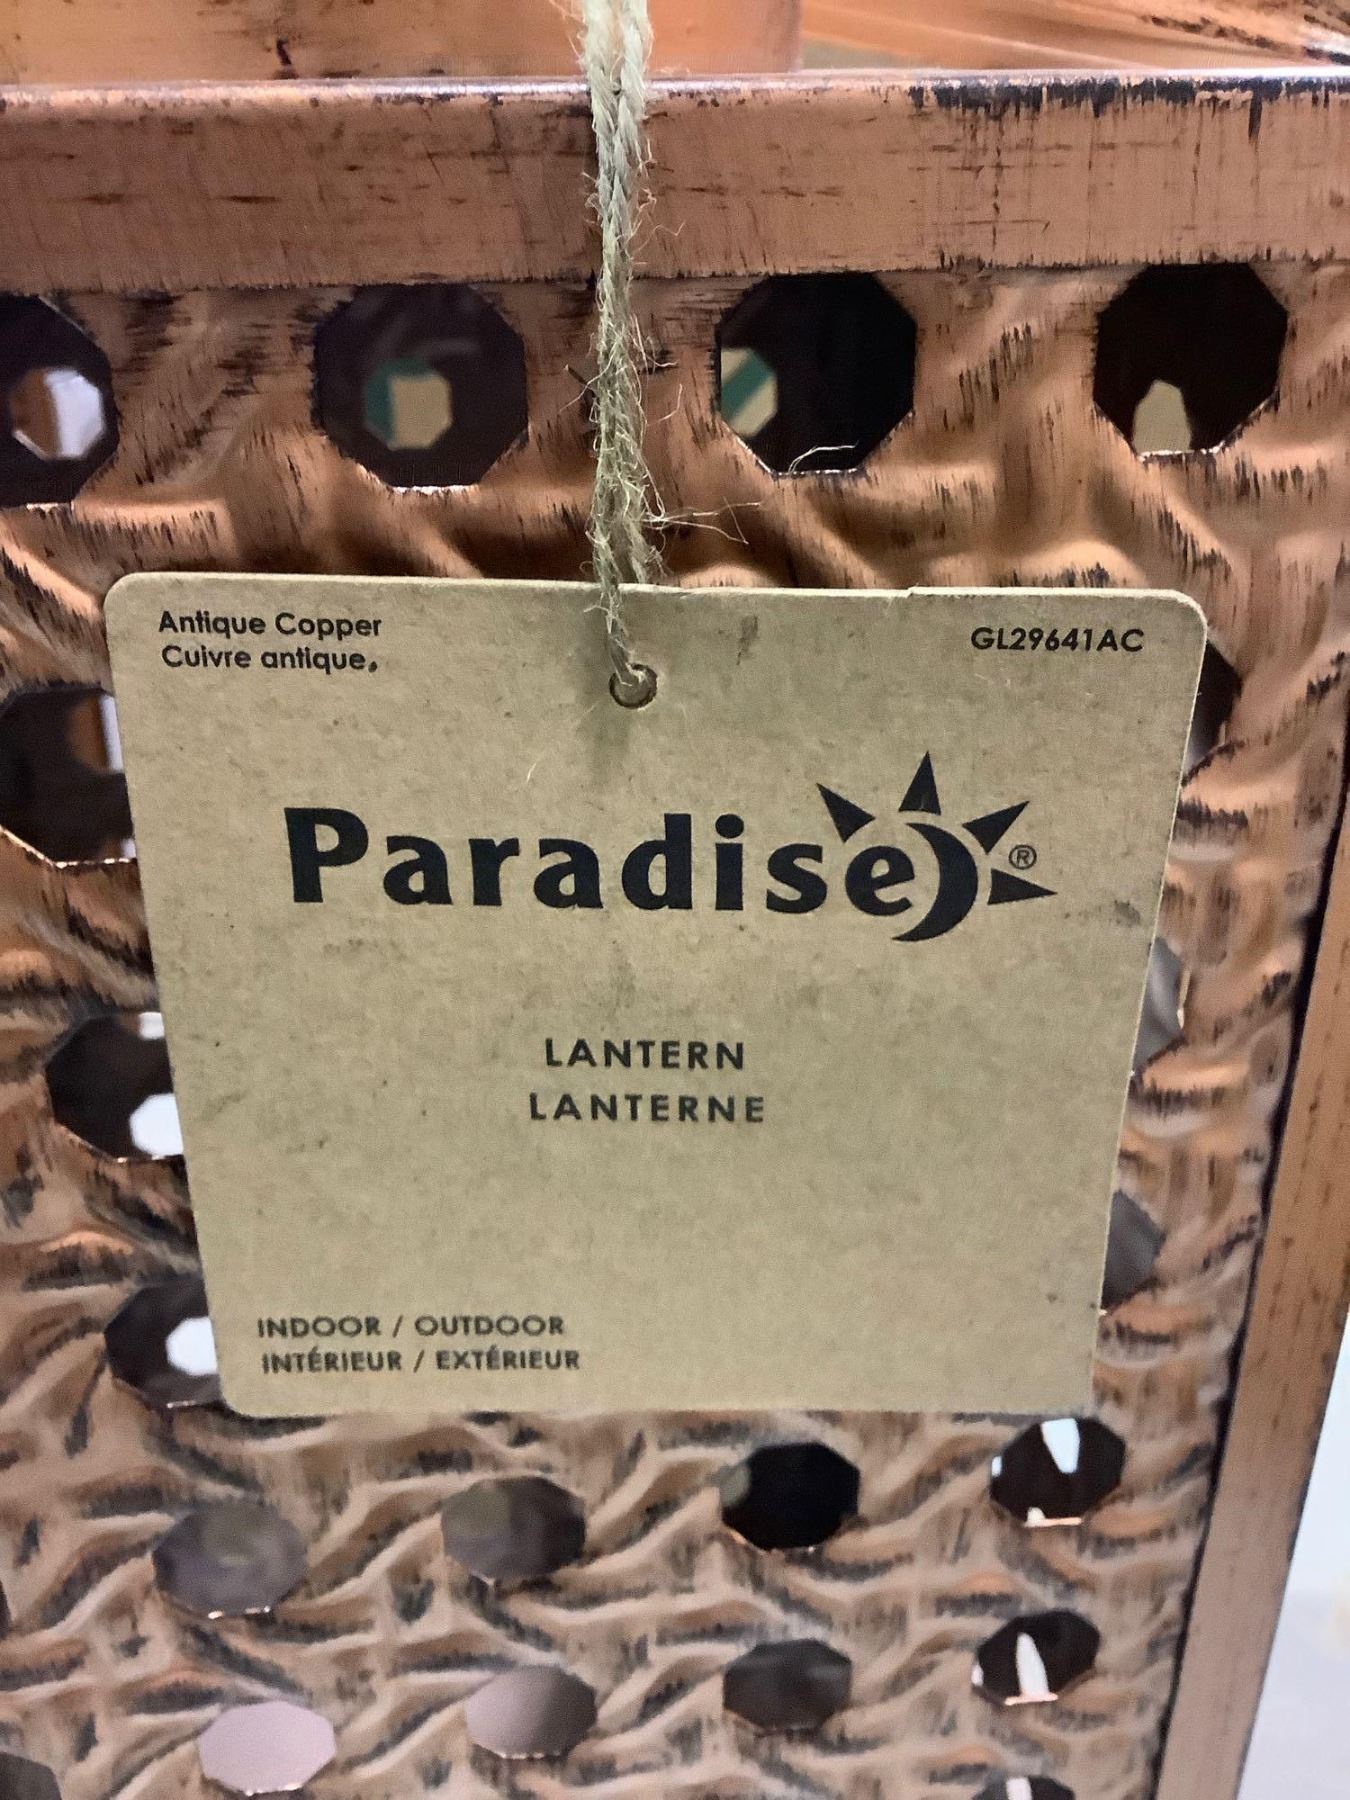 Antique Copper
Cuivre antique.
GL29641AC
Paradise®
LANTERN
LANTERNE
INDOOR / OUTDOOR
INTÉRIEUR / EXTÉRIEUR